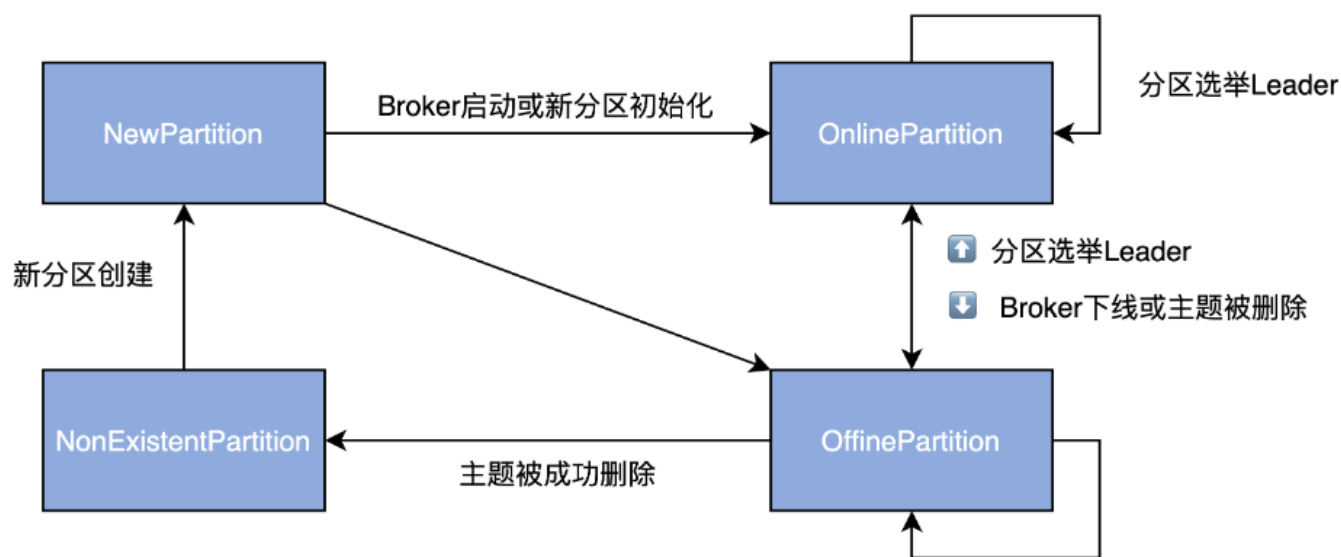 分区选举Leader
Broker启动或新分区初始化
NewPartition
OnlinePartition
新分区创建
⬆️ 分区选举Leader
⬇️ Broker下线或主题被删除
NonExistentPartition
OffinePartition
主题被成功删除